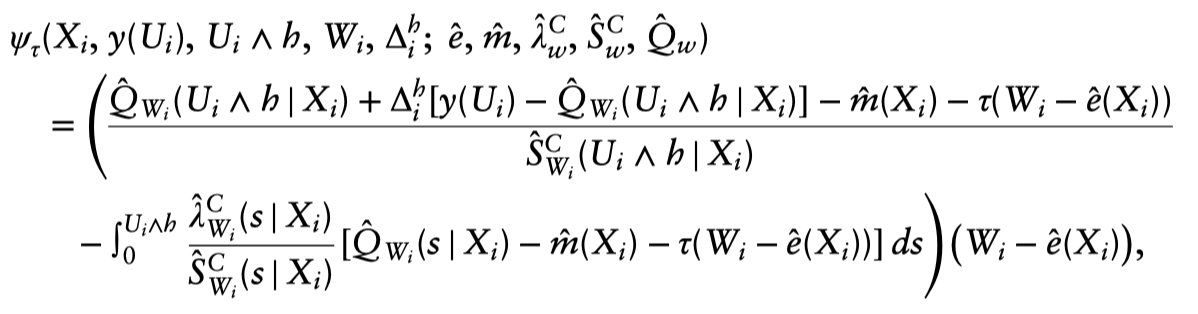 ψ_τ(X_i, y(U_i), U_i ∧ h, W_i, Δ_i^h; ê, m̂, λ̂_w^C, Ŝ_w^C, Q̂_w)
= ( \frac{Q̂_{W_i}(U_i ∧ h | X_i) + Δ_i^h[y(U_i) − Q̂_{W_i}(U_i ∧ h | X_i)] − m̂(X_i) − τ(W_i − ê(X_i))}{Ŝ_{W_i}^C(U_i ∧ h | X_i)}
− ∫_0^{U_i∧h} \frac{λ̂_{W_i}^C(s | X_i)}{Ŝ_{W_i}^C(s | X_i)} [Q̂_{W_i}(s | X_i) − m̂(X_i) − τ(W_i − ê(X_i))] ds ) (W_i − ê(X_i)),